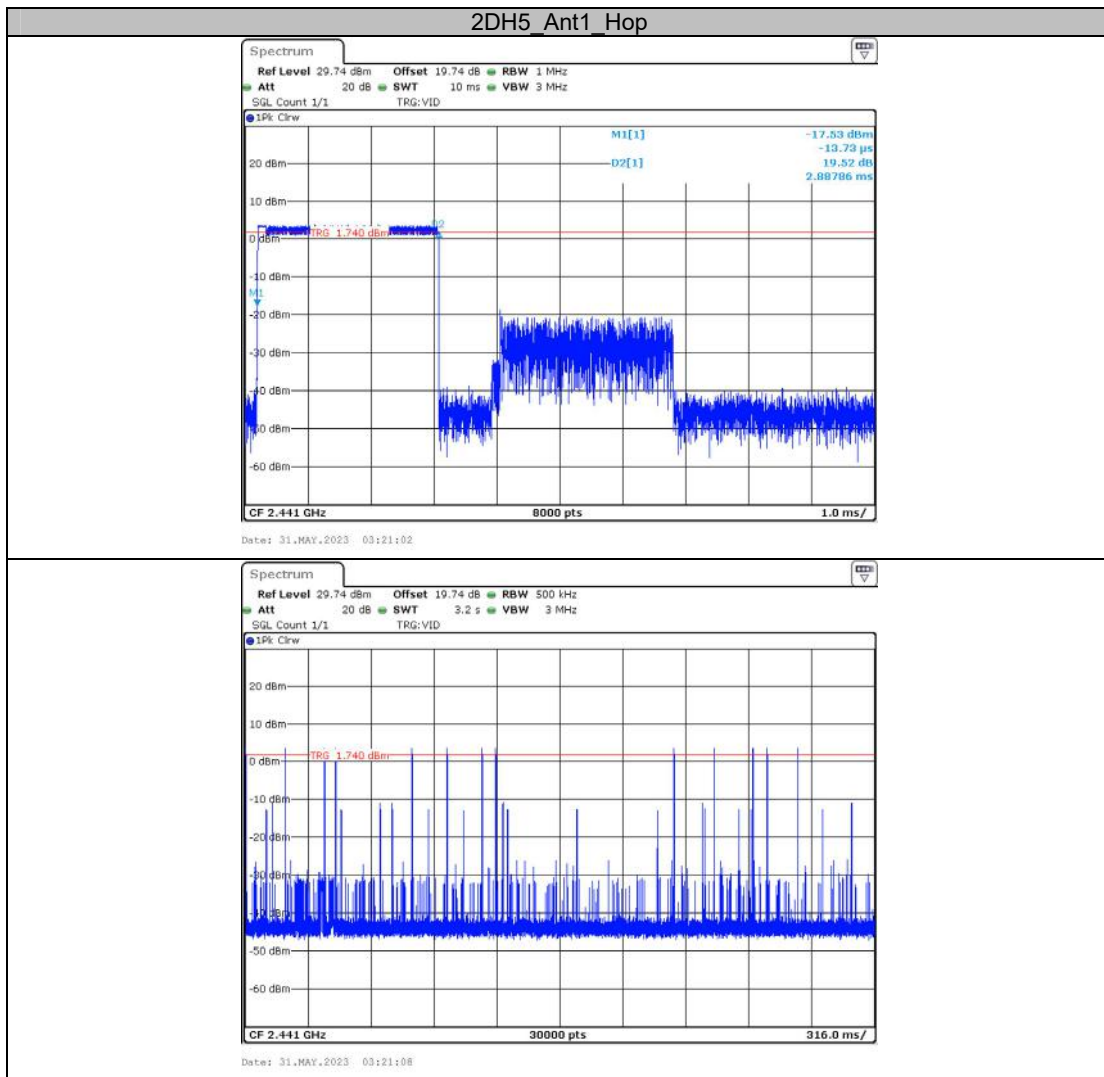 2DH5_Ant1_Hop
Spectrum
Ref Level 29.74 dBm Offset 19.74 dB RBW 1 MHz
Att 20 dB SWT 10 ms VBW 3 MHz
SGL Count 1/1 TRG:VID
1Pk Clrw
M1[1] -17.53 dBm
-13.73 µs
20 dBm D2[1] 19.52 dB
2.88786 ms
10 dBm
D2
TRG 1.740 dBm
0 dBm
-10 dBm
M1
-20 dBm
-30 dBm
-40 dBm
-50 dBm
-60 dBm
CF 2.441 GHz 8000 pts 1.0 ms/
Date: 31.MAY.2023 03:21:02
Spectrum
Ref Level 29.74 dBm Offset 19.74 dB RBW 500 kHz
Att 20 dB SWT 3.2 s VBW 3 MHz
SGL Count 1/1 TRG:VID
1Pk Clrw
20 dBm
10 dBm
TRG 1.740 dBm
0 dBm
-10 dBm
-20 dBm
-30 dBm
-40 dBm
-50 dBm
-60 dBm
CF 2.441 GHz 30000 pts 316.0 ms/
Date: 31.MAY.2023 03:21:08